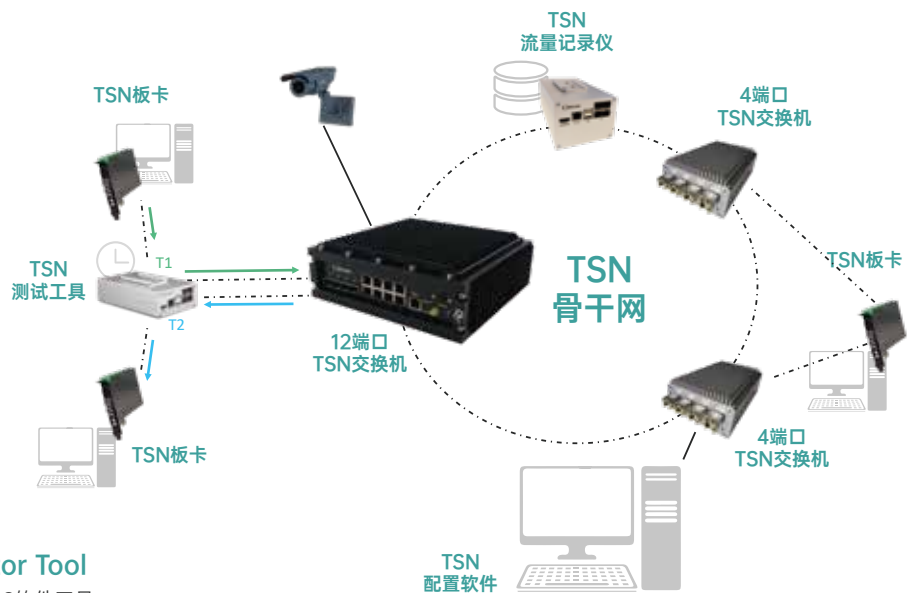 TSN
流量记录仪
TSN板卡
4端口
TSN交换机
TSN
测试工具
T1
T2
TSN
骨干网
TSN板卡
12端口
TSN交换机
TSN板卡
4端口
TSN交换机
or Tool
TSN
配置软件